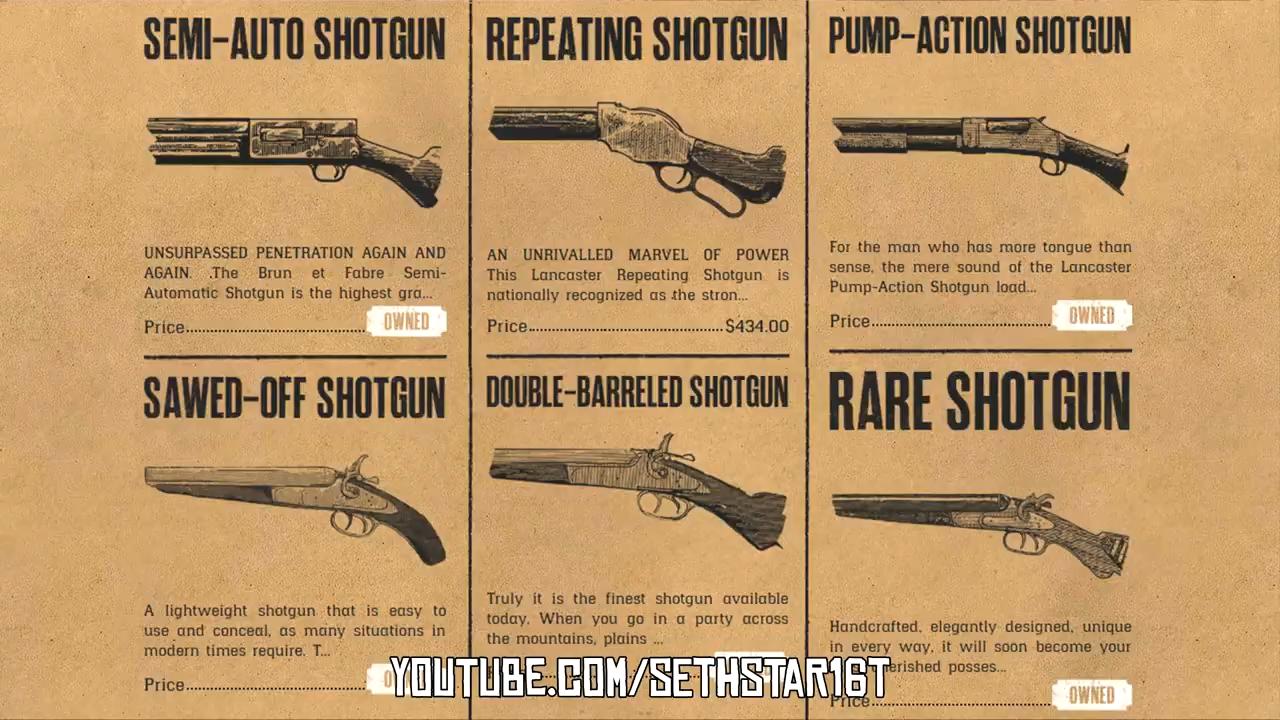 SEMI-AUTO SHOTGUN
UNSURPASSED PENETRATION AGAIN AND
AGAIN. .The Brun et Fabre Semi-
Automatic Shotgun is the highest gra...
Price OWNED
REPEATING SHOTGUN
AN UNRIVALLED MARVEL OF POWER
This Lancaster Repeating Shotgun is
nationally recognized as the stron...
Price $434.00
PUMP-ACTION SHOTGUN
For the man who has more tongue than
sense, the mere sound of the Lancaster
Pump-Action Shotgun load...
Price OWNED
SAWED-OFF SHOTGUN
A lightweight shotgun that is easy to
use and conceal, as many situations in
modern times require. T...
Price
DOUBLE-BARRELED SHOTGUN
Truly it is the finest shotgun available
today. When you go in a party across
the mountains, plains ...
RARE SHOTGUN
Handcrafted, elegantly designed, unique
in every way, it will soon become your
posses...
Price OWNED
YOUTUBE.COM/SETHSTAR16T